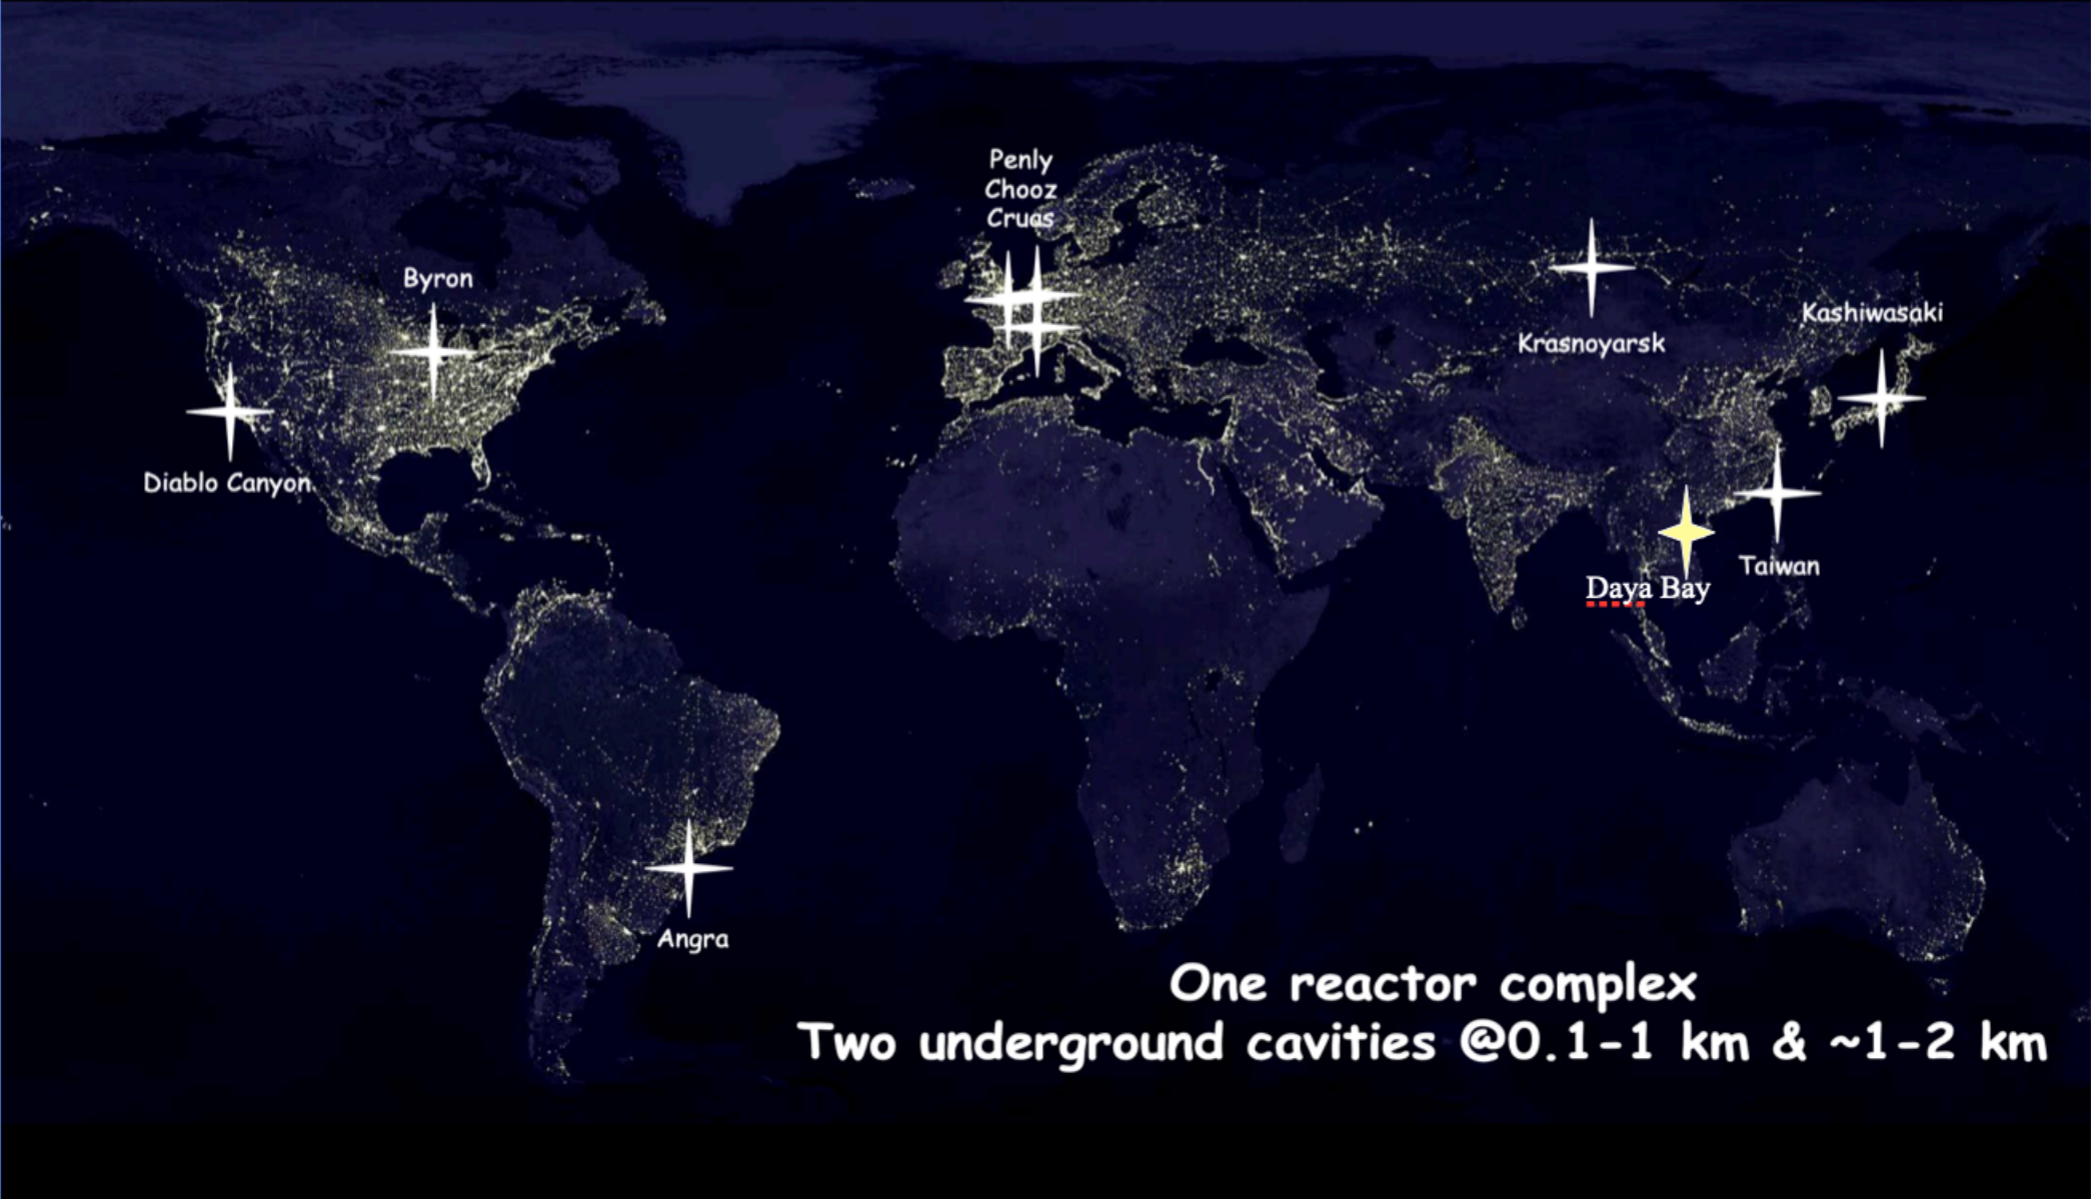 Penly
Chooz
Cruas
Byron
Kashiwasaki
Krasnoyarsk
Diablo Canyon
Taiwan
Daya Bay
Angra
One reactor complex
Two underground cavities @0.1-1 km & ~1-2 km